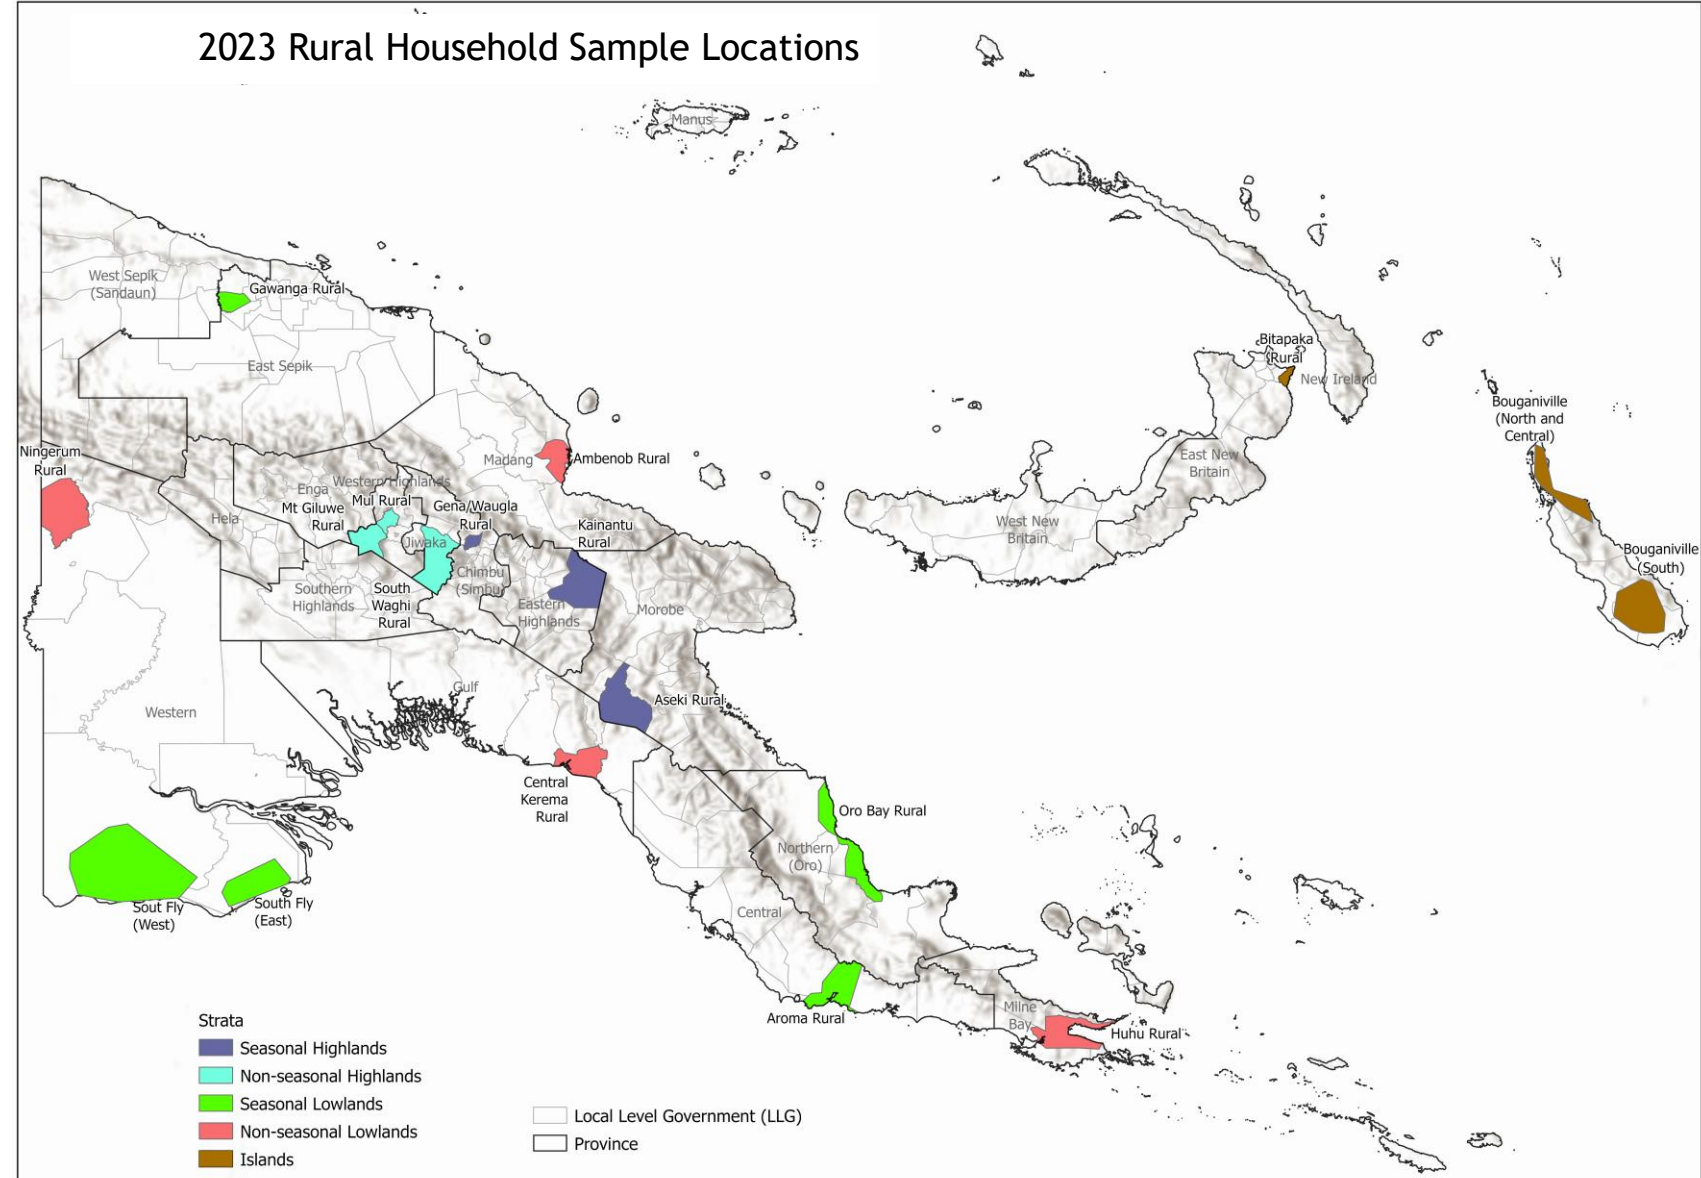 2023 Rural Household Sample Locations
Manus
West Sepik
(Sandaun)
Gawanga Rural
East Sepik
Bitapaka
Rural
New Ireland
Bouganiville
(North and
Central)
Ningerum
Rural
Madang
Ambenob Rural
East New
Britain
Enga
Western Highlands
Mt Giluwe
Rural
Mul Rural
Gena/Waugla
Rural
Hela
Jiwaka
Kainantu
Rural
West New
Britain
Bouganiville
(South)
Southern
Highlands
South
Waghi
Rural
Chimbu
(Simbu)
Eastern
Highlands
Morobe
Gulf
Aseki Rural
Western
Central
Kerema
Rural
Oro Bay Rural
Northern
(Oro)
Sout Fly
(West)
South Fly
(East)
Central
Aroma Rural
Milne
Bay
Huhu Rural
Strata
Seasonal Highlands
Non-seasonal Highlands
Seasonal Lowlands
Non-seasonal Lowlands
Islands
Local Level Government (LLG)
Province